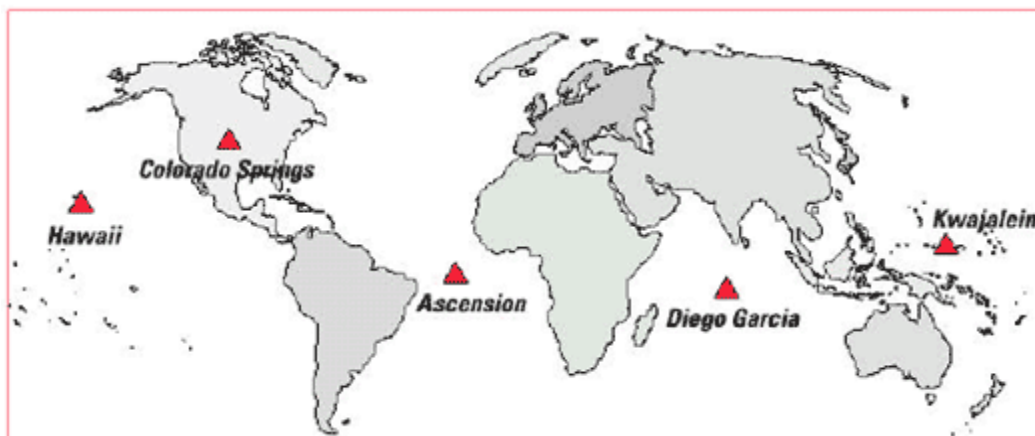 Colorado Springs
Hawaii
Kwajalein
Ascension
Diego Garcia